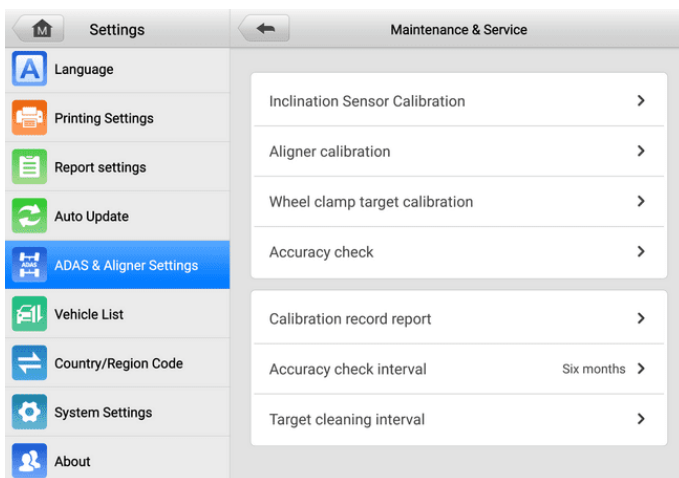 M
Settings
Maintenance & Service
A
Language
Printing Settings
Report settings
Auto Update
ADAS
ADAS & Aligner Settings
Vehicle List
Country/Region Code
System Settings
About
Inclination Sensor Calibration
Aligner calibration
Wheel clamp target calibration
Accuracy check
Calibration record report
Accuracy check interval Six months
Target cleaning interval